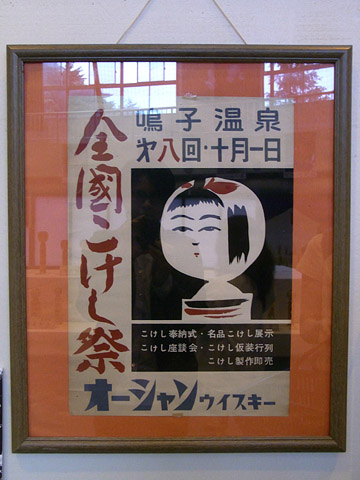 全國こけし祭
鳴子温泉
㐧八回・十月一日
こけし奉納式・名品こけし展示
こけし座談会・こけし仮装行列
こけし製作即売
オーシャンウイスキー